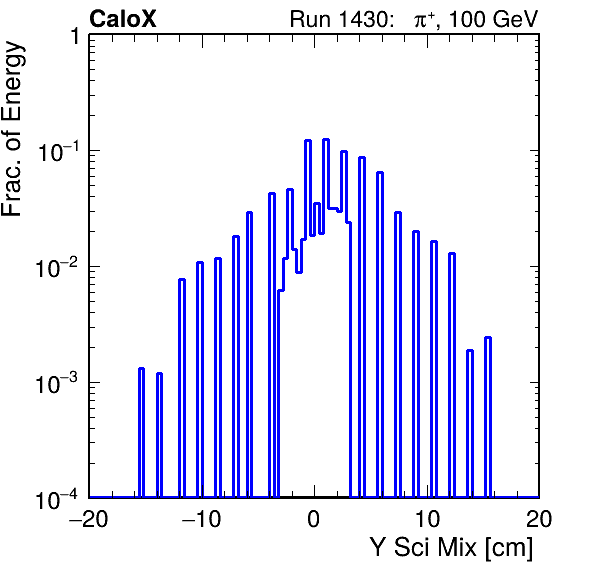 CaloX Run 1430: π⁺, 100 GeV
Frac. of Energy
1
10⁻¹
10⁻²
10⁻³
10⁻⁴
−20 −10 0 10 20
Y Sci Mix [cm]